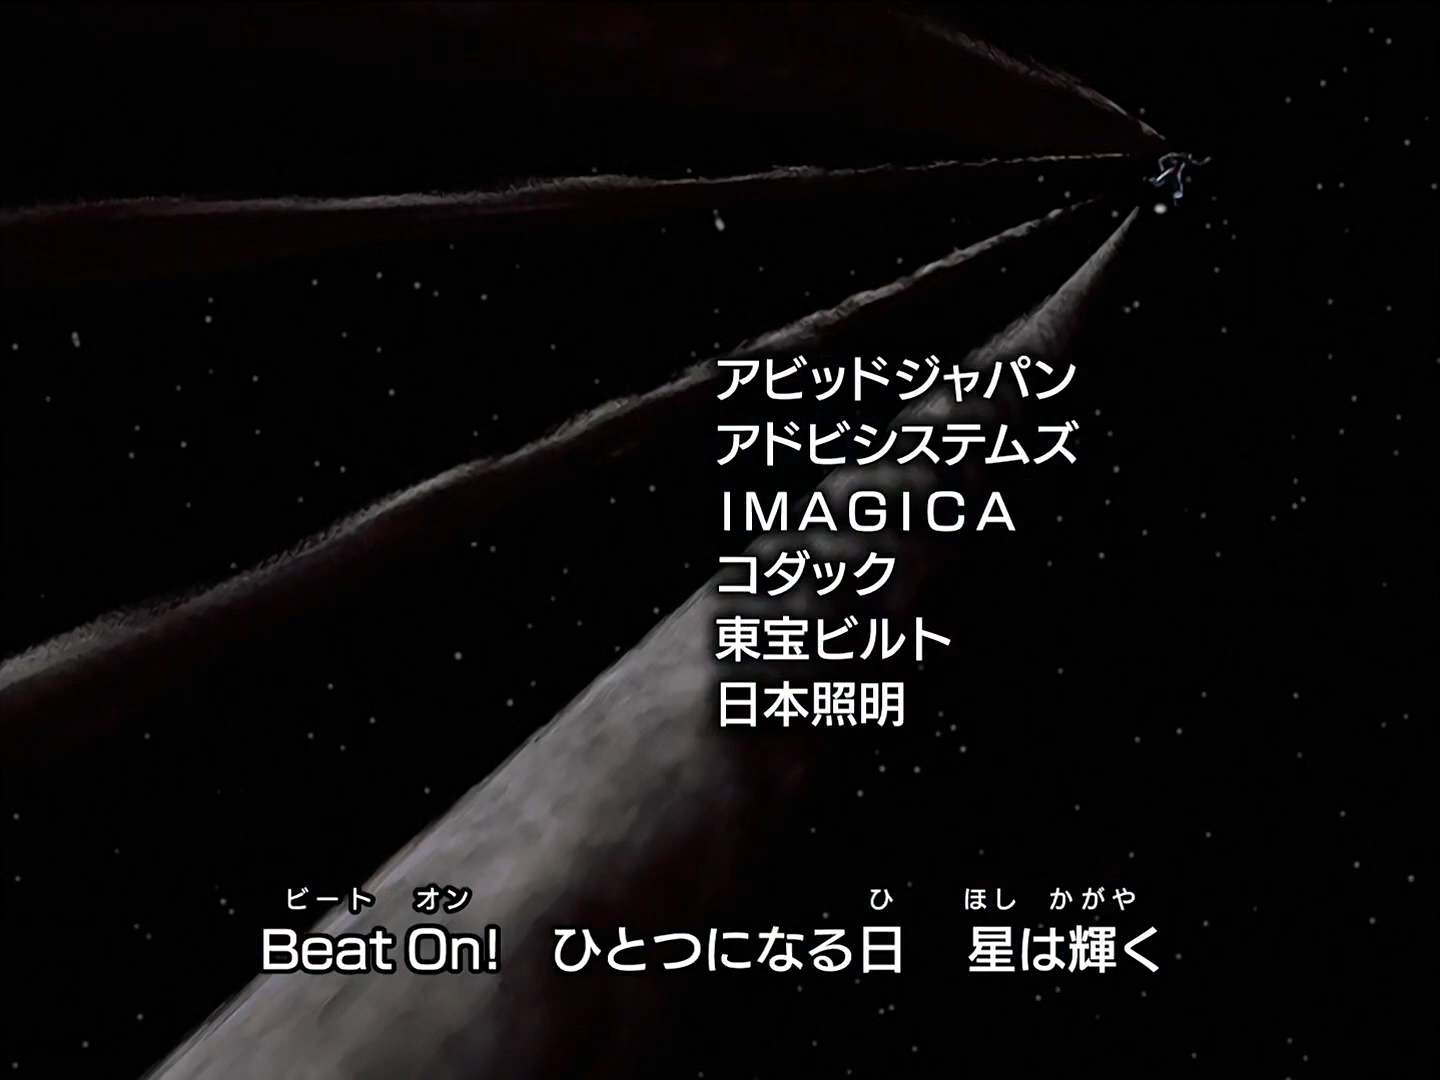 アビッドジャパン
アドビシステムズ
IMAGICA
コダック
東宝ビルト
日本照明
ビート オン ひ ほし かがや
Beat On! ひとつになる日 星は輝く